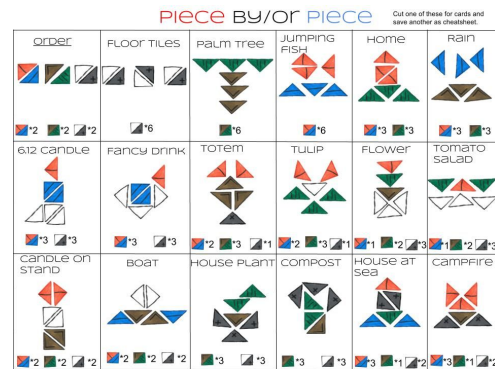 PIECE BY/OR PIECE
Cut one of these for cards and
save another as cheatsheet.
ORDER
FLOOR TILES
PALM TREE
JUMPING
FISH
HOME
RAIN
*2 *2 *2
*6
*6
*6
*3 *3
*3 *3
6.12 CANDLE
FANCY DRINK
TOTEM
TULIP
FLOWER
TOMATO
SALAD
*3 *3
*3 *3
*2 *3 *1
*2 *3 *1
*1 *2 *3
*1 *2 *3
CANDLE ON
STAND
BOAT
HOUSE PLANT
COMPOST
HOUSE AT
SEA
CAMPFIRE
*2 *2 *2
*2 *2 *2
*3 *3
*3 *3
*3 *1 *2
*3 *1 *2